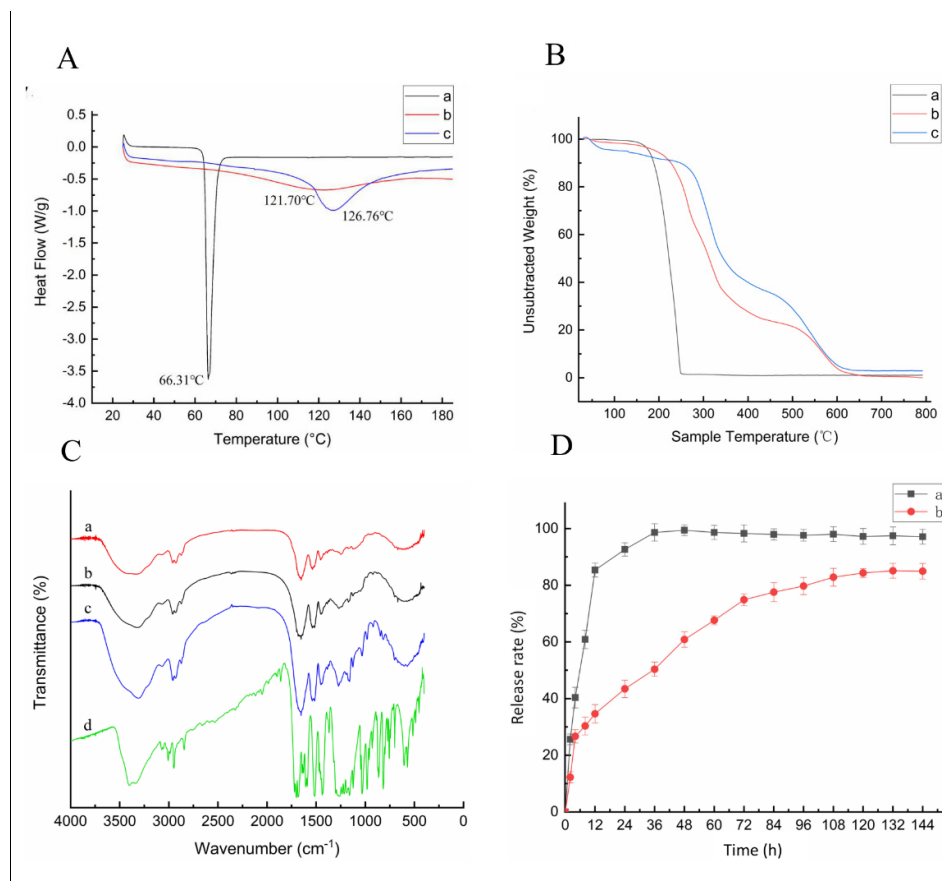 A
a
b
c
0.5
0.0
-0.5
-1.0
-1.5
-2.0
-2.5
-3.0
-3.5
-4.0
Heat Flow (W/g)
121.70℃
126.76℃
66.31℃
20 40 60 80 100 120 140 160 180
Temperature (°C)
B
a
b
c
100
80
60
40
20
0
Unsubtracted Weight (%)
100 200 300 400 500 600 700 800
Sample Temperature (℃)
C
a
b
c
d
Transmittance (%)
4000 3500 3000 2500 2000 1500 1000 500 0
Wavenumber (cm⁻¹)
D
a
b
100
80
60
40
20
0
Release rate (%)
0 12 24 36 48 60 72 84 96 108 120 132 144
Time (h)